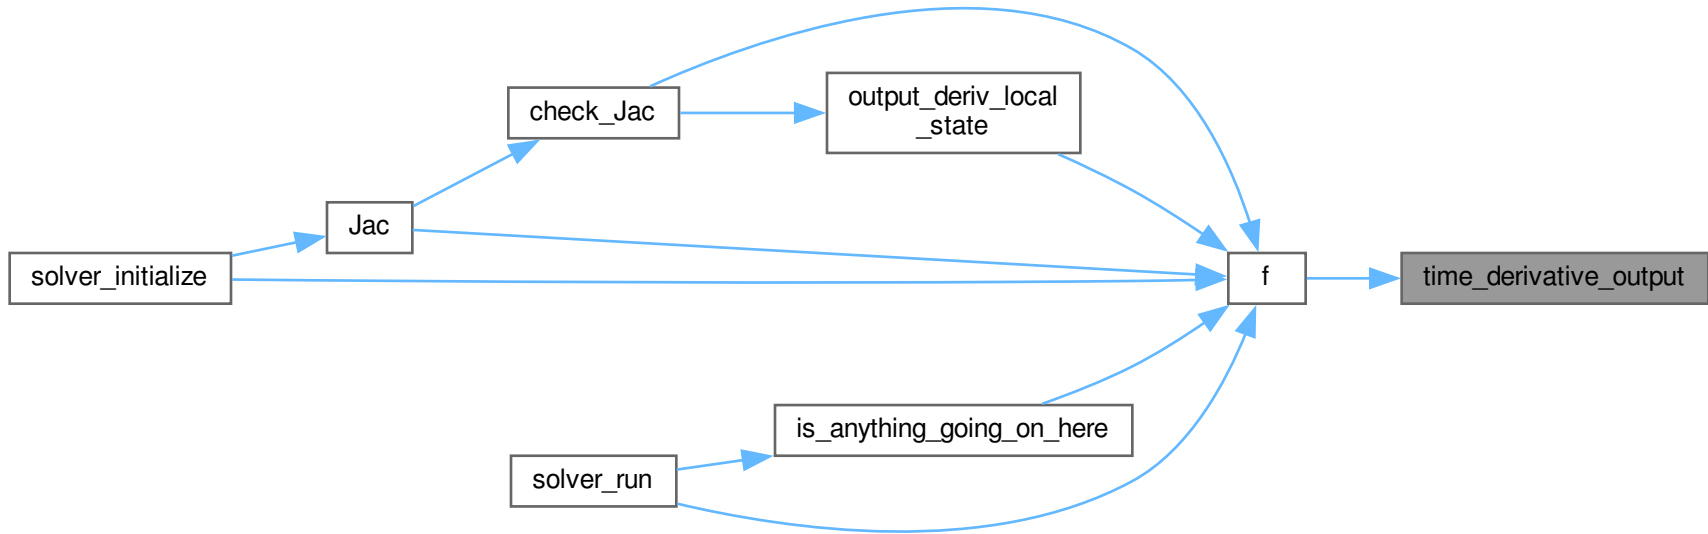 output_deriv_local
_state
check_Jac
Jac
solver_initialize
f
time_derivative_output
is_anything_going_on_here
solver_run